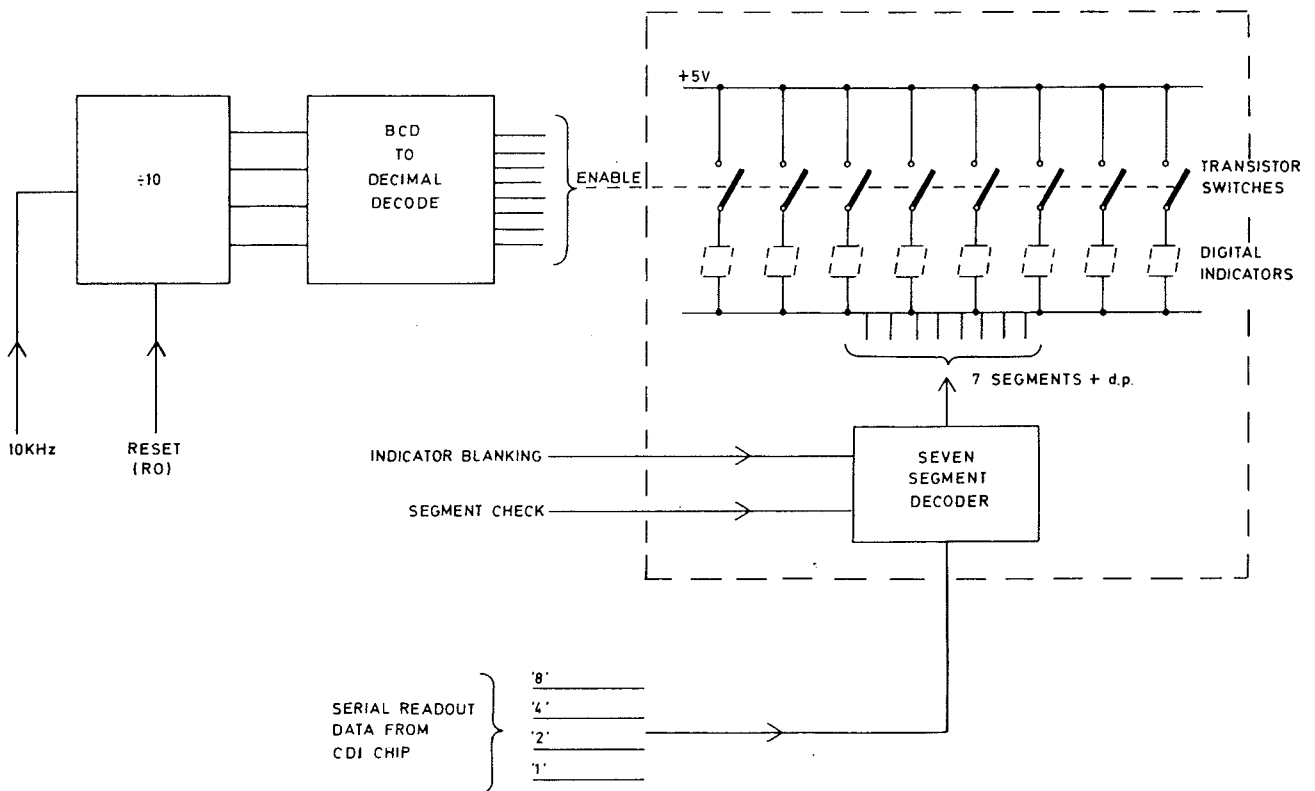 +5V
÷10
BCD
TO
DECIMAL
DECODE
ENABLE
TRANSISTOR
SWITCHES
DIGITAL
INDICATORS
7 SEGMENTS + d.p.
10KHz
RESET
(RO)
INDICATOR BLANKING
SEGMENT CHECK
SEVEN
SEGMENT
DECODER
SERIAL READOUT
DATA FROM
CDI CHIP
'8'
'4'
'2'
'1'